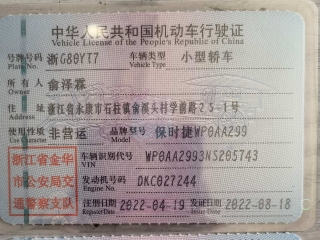 中华人民共和国机动车行驶证
Vehicle License of the People's Republic of China
号牌号码 浙G80YT7 车辆类型 小型轿车
Plate No. Vehicle Type
所有人 俞泽霖
Owner
住址 浙江省永康市石柱镇俞溪头村学前路25-1号
Address
使用性质 非营运 品牌型号 保时捷WP0AA299
Use Character Model
浙江省金华
市公安局交
通警察支队
车辆识别代号 WP0AA2993NS205743
VIN
发动机号码 DKC027244
Engine No.
注册日期 2022-04-19 发证日期 2022-08-18
Register Date Issue Date